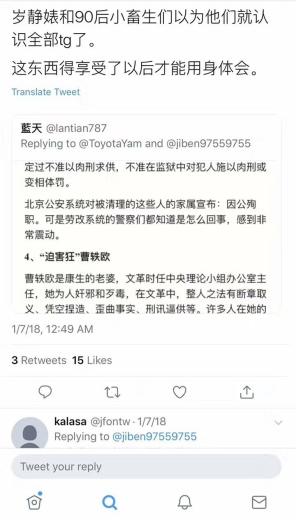 岁静婊和90后小畜生们以为他们就认
识全部tg了。
这东西得享受了以后才能用身体会。
Translate Tweet
藍天 @lantian787
Replying to @ToyotaYam and @jiben97559755
定过不准以肉刑求供，不准在监狱中对犯人施以肉刑或
变相体罚。
北京公安系统对被清理的这些人的家属宣布：因公殉
职。可是劳改系统的警察们都知道是怎么回事，感到非
常震动。
4、“迫害狂”曹轶欧
曹轶欧是康生的老婆，文革时任中央理论小组办公室主
任，她为人奸邪和歹毒，在文革中，整人之法有断章取
义、凭空捏造、歪曲事实、刑讯逼供等。许多人在她的
1/7/18, 12:49 AM
3 Retweets 15 Likes
kalasa @jfontw · 1/7/18
Replying to @jiben97559755
Tweet your reply